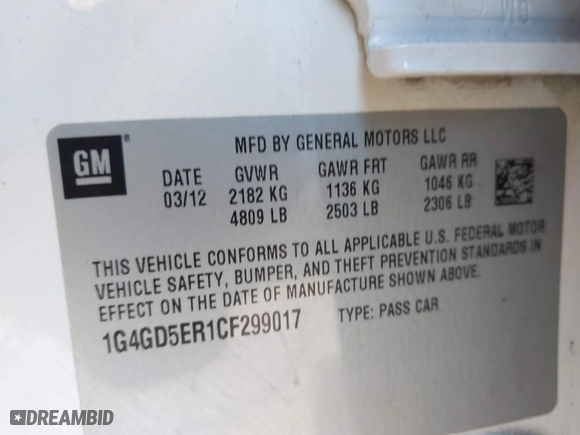 GM
MFD BY GENERAL MOTORS LLC
DATE GVWR GAWR FRT GAWR RR
03/12 2182 KG 1136 KG 1046 KG
4809 LB 2503 LB 2306 LB
THIS VEHICLE CONFORMS TO ALL APPLICABLE U.S. FEDERAL MOTOR
VEHICLE SAFETY, BUMPER, AND THEFT PREVENTION STANDARDS IN
EFFECT ON THE DATE OF MANUFACTURE SHOWN ABOVE.
1G4GD5ER1CF299017 TYPE: PASS CAR
DREAMBID